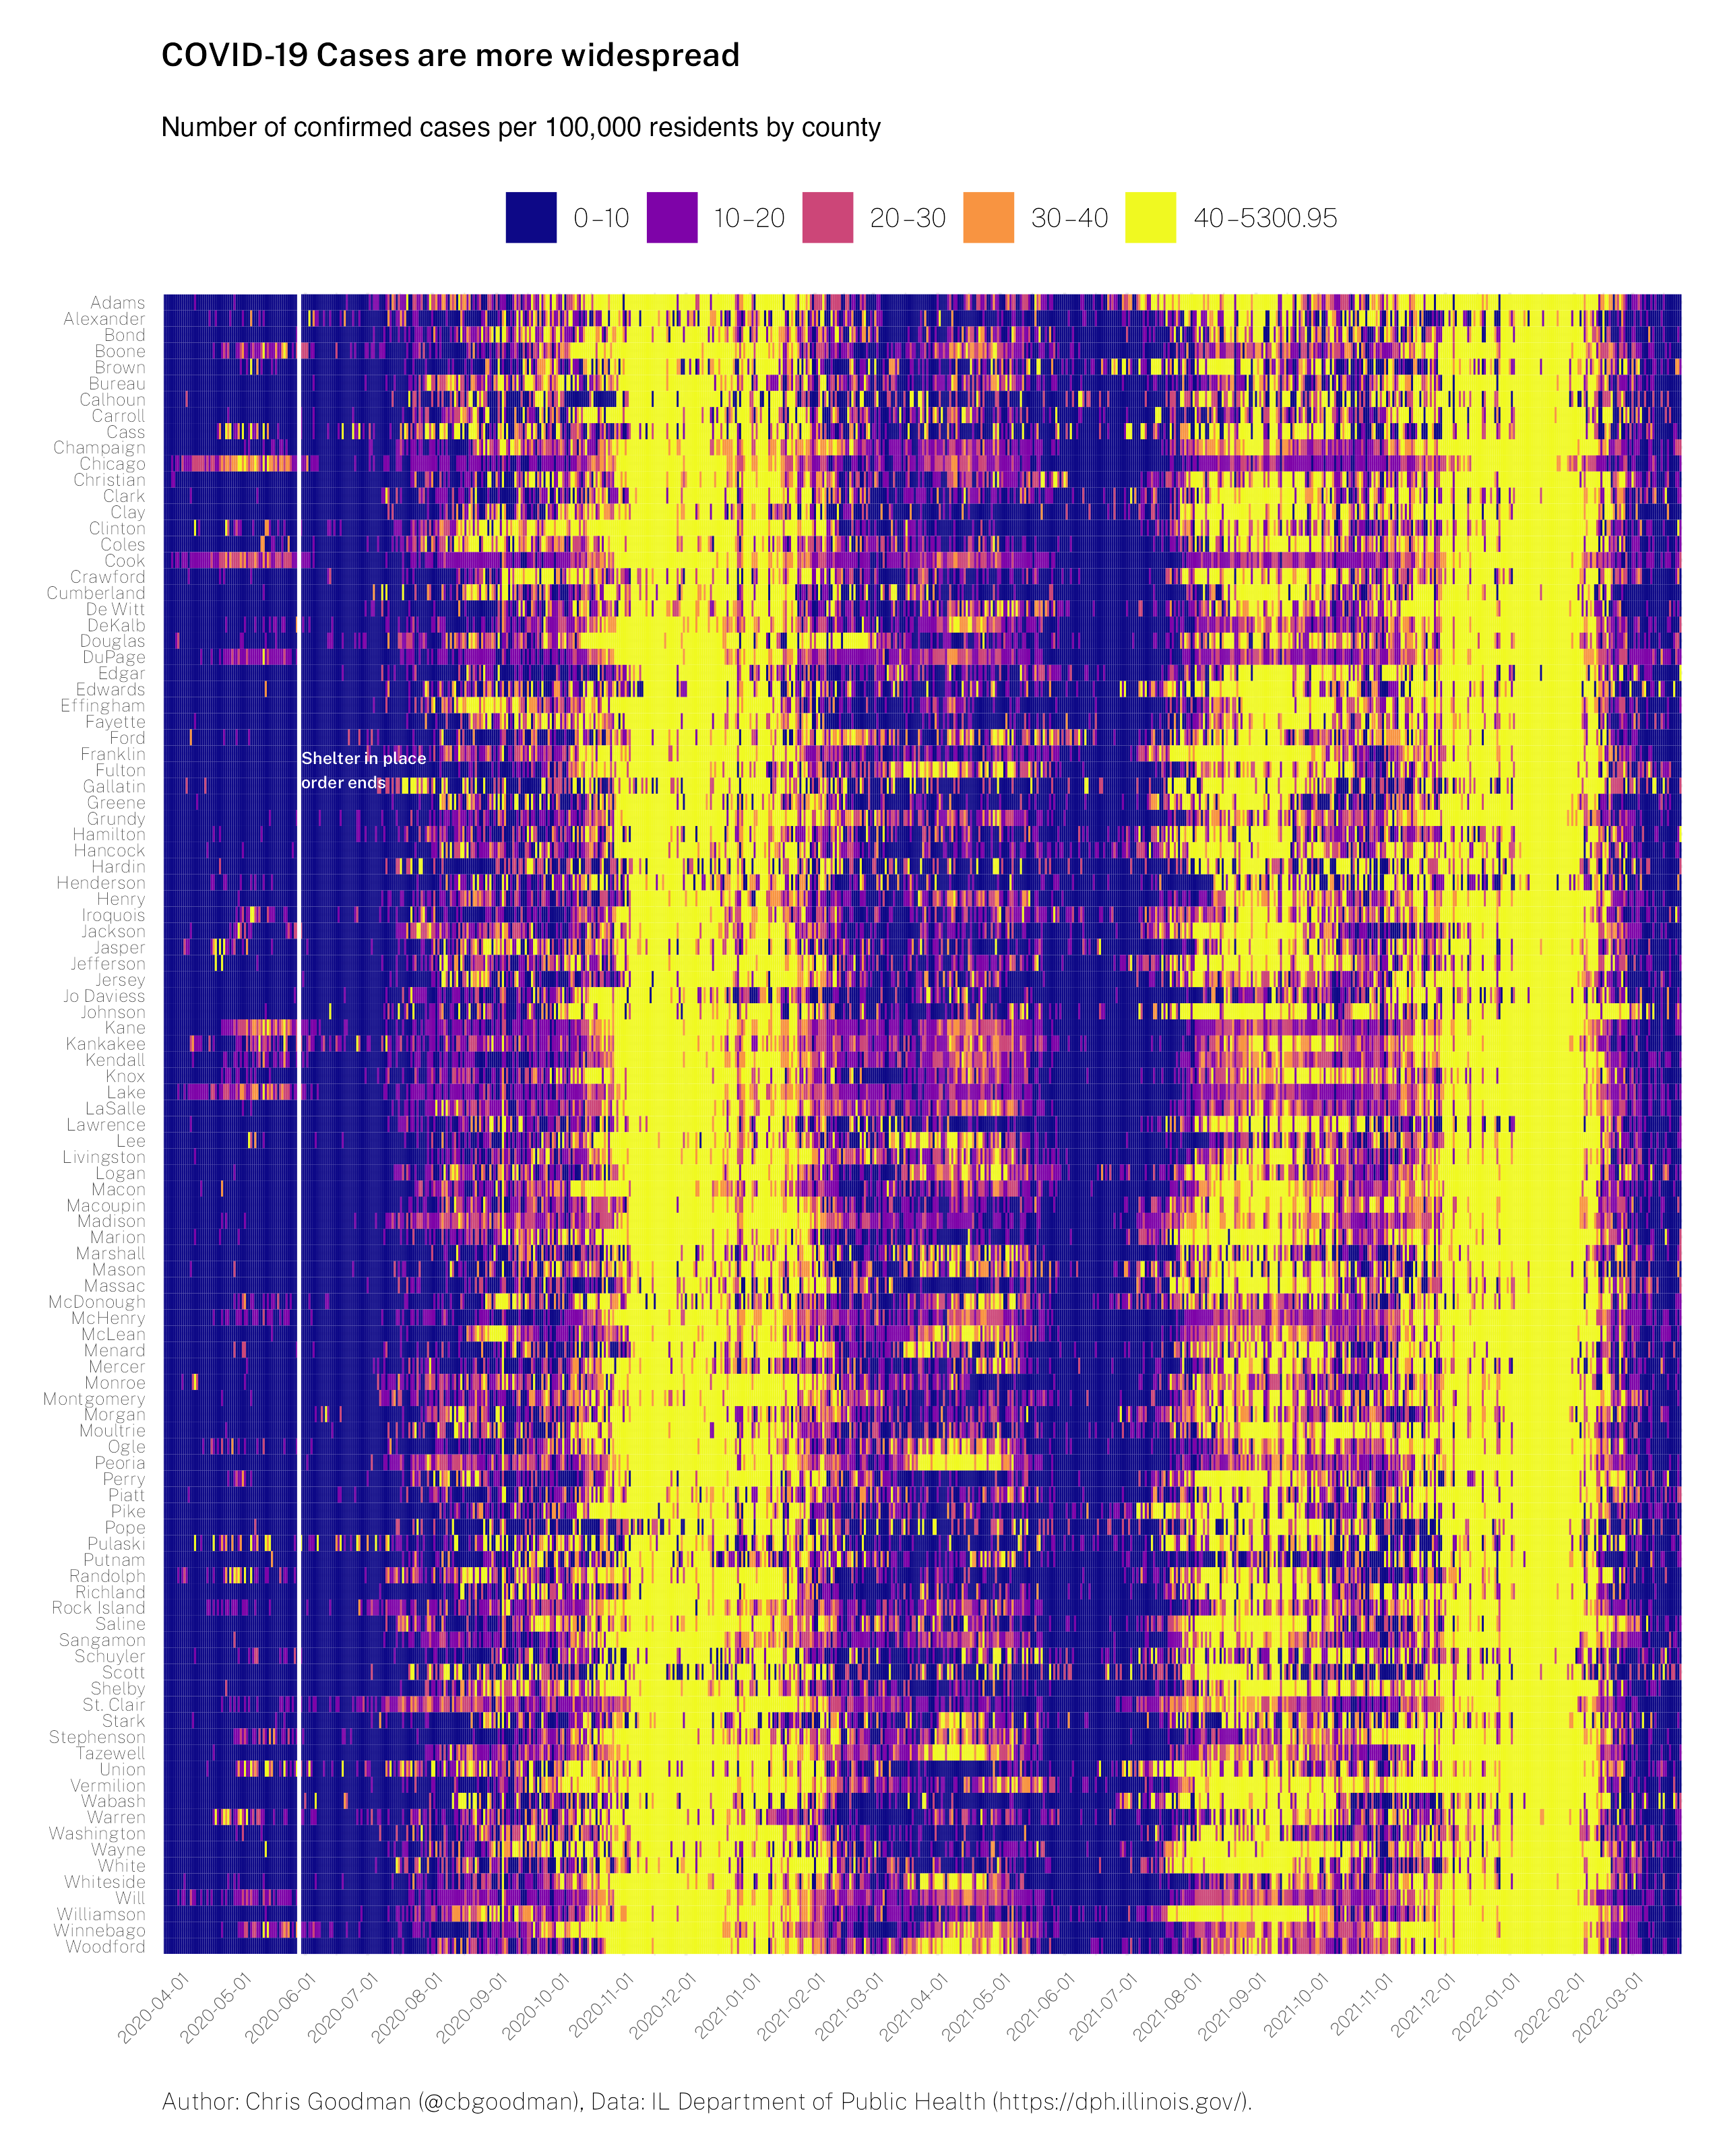 COVID-19 Cases are more widespread
Number of confirmed cases per 100,000 residents by county
0–10 10–20 20–30 30–40 40–5300.95
Adams
Alexander
Bond
Boone
Brown
Bureau
Calhoun
Carroll
Cass
Champaign
Chicago
Christian
Clark
Clay
Clinton
Coles
Cook
Crawford
Cumberland
De Witt
DeKalb
Douglas
DuPage
Edgar
Edwards
Effingham
Fayette
Ford
Franklin
Shelter in place
Fulton
order ends
Gallatin
Greene
Grundy
Hamilton
Hancock
Hardin
Henderson
Henry
Iroquois
Jackson
Jasper
Jefferson
Jersey
Jo Daviess
Johnson
Kane
Kankakee
Kendall
Knox
Lake
LaSalle
Lawrence
Lee
Livingston
Logan
Macon
Macoupin
Madison
Marion
Marshall
Mason
Massac
McDonough
McHenry
McLean
Menard
Mercer
Monroe
Montgomery
Morgan
Moultrie
Ogle
Peoria
Perry
Piatt
Pike
Pope
Pulaski
Putnam
Randolph
Richland
Rock Island
Saline
Sangamon
Schuyler
Scott
Shelby
St. Clair
Stark
Stephenson
Tazewell
Union
Vermilion
Wabash
Warren
Washington
Wayne
White
Whiteside
Will
Williamson
Winnebago
Woodford
2020-04-01
2020-05-01
2020-06-01
2020-07-01
2020-08-01
2020-09-01
2020-10-01
2020-11-01
2020-12-01
2021-01-01
2021-02-01
2021-03-01
2021-04-01
2021-05-01
2021-06-01
2021-07-01
2021-08-01
2021-09-01
2021-10-01
2021-11-01
2021-12-01
2022-01-01
2022-02-01
2022-03-01
Author: Chris Goodman (@cbgoodman), Data: IL Department of Public Health (https://dph.illinois.gov/).